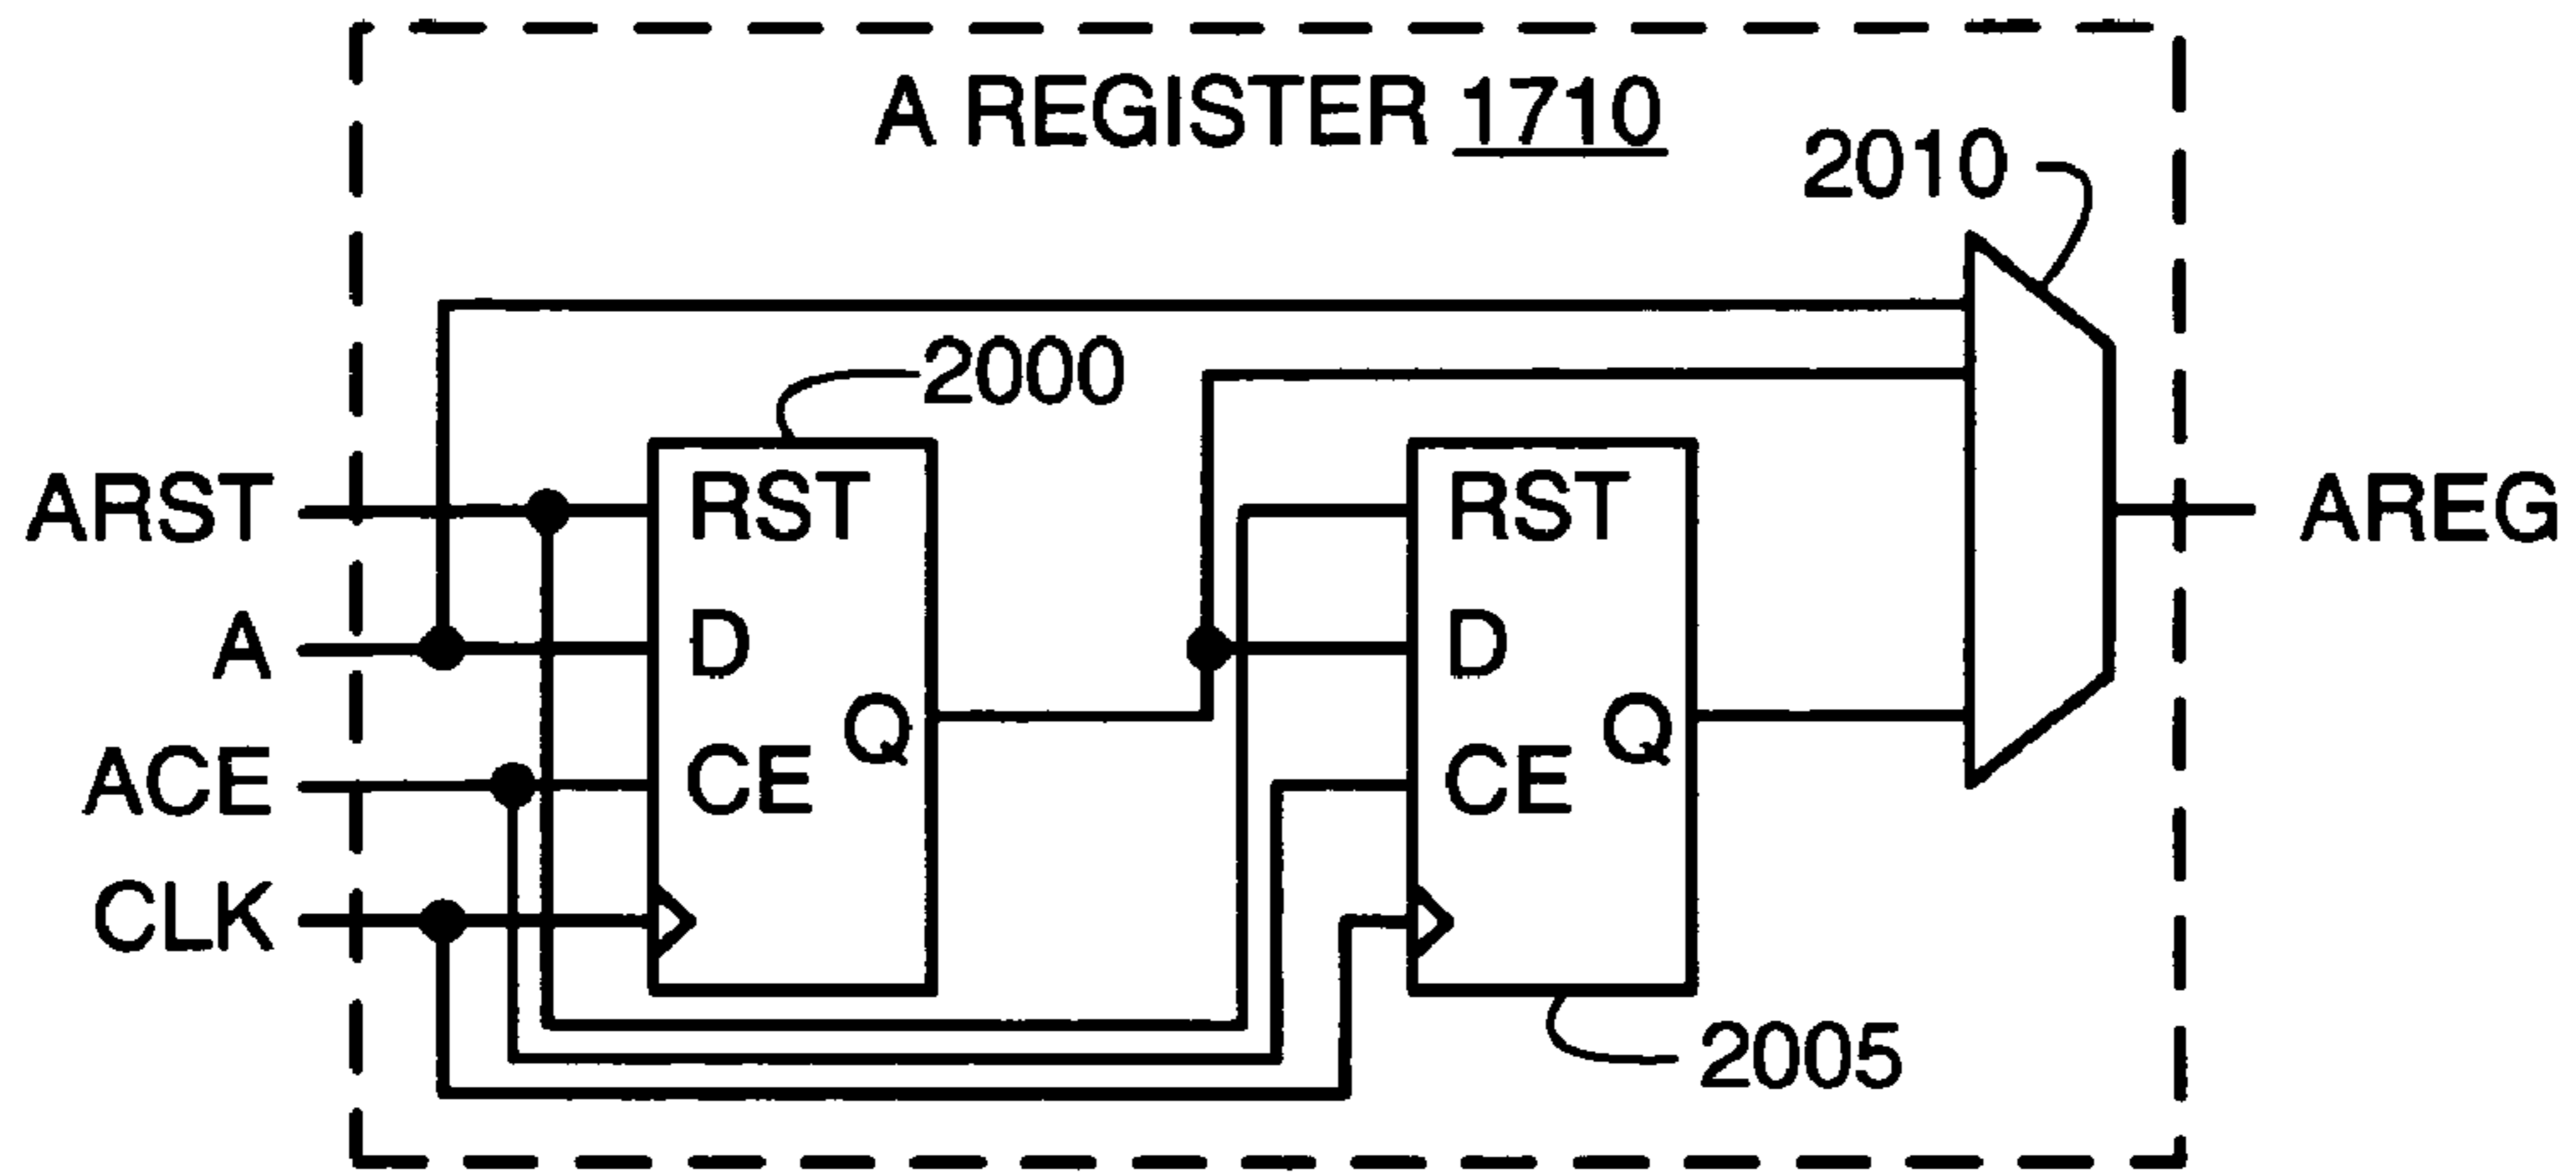 A REGISTER 1710
2010
2000
ARST
RST
RST
AREG
A
D
D
Q
Q
ACE
CE
CE
CLK
2005